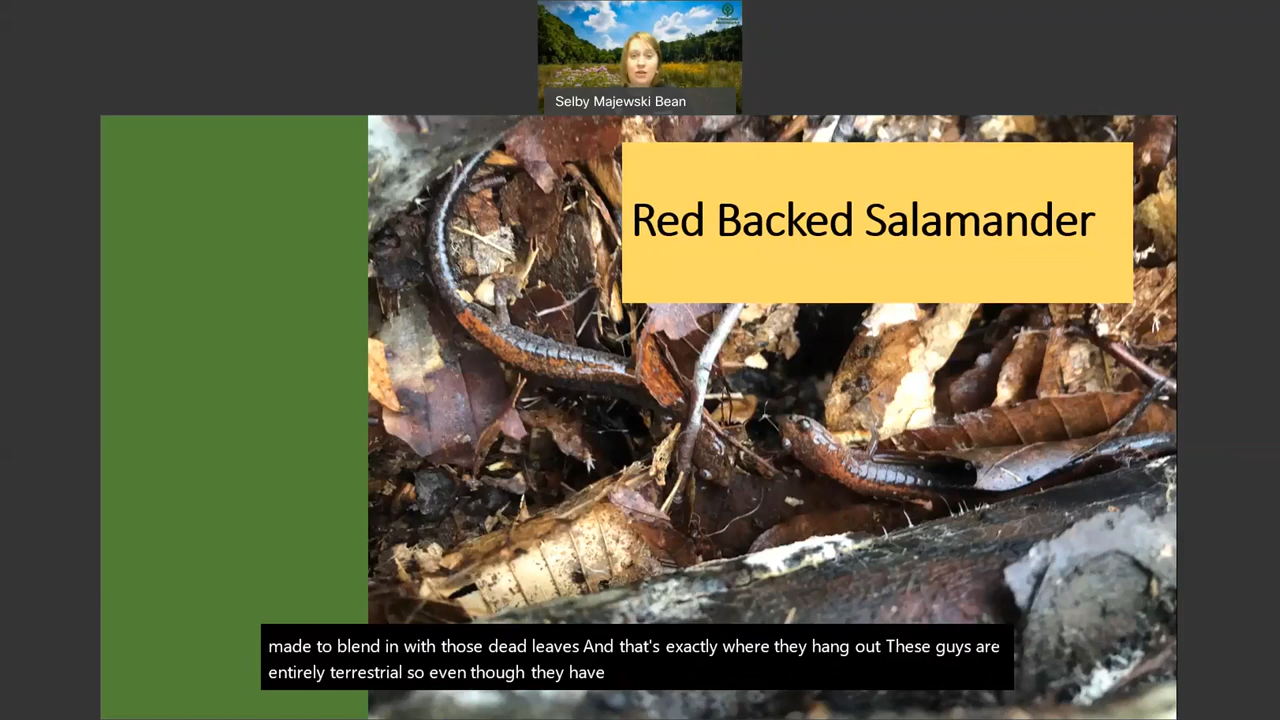 Selby Majewski Bean
Red Backed Salamander
made to blend in with those dead leaves And that's exactly where they hang out These guys are
entirely terrestrial so even though they have